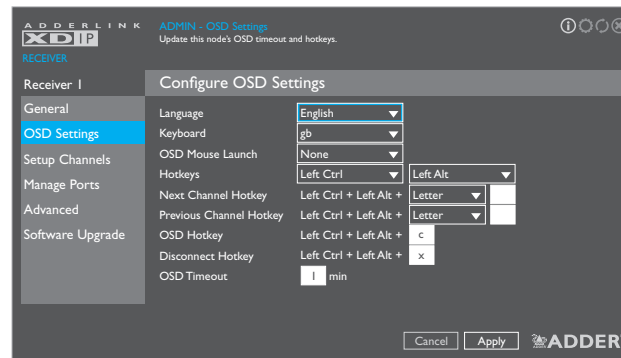 ADDERLINK
XDIP
RECEIVER
ADMIN - OSD Settings
Update this node's OSD timeout and hotkeys.
Receiver 1
General
OSD Settings
Setup Channels
Manage Ports
Advanced
Software Upgrade
Configure OSD Settings
Language English
Keyboard gb
OSD Mouse Launch None
Hotkeys Left Ctrl Left Alt
Next Channel Hotkey Left Ctrl + Left Alt + Letter
Previous Channel Hotkey Left Ctrl + Left Alt + Letter
OSD Hotkey Left Ctrl + Left Alt + c
Disconnect Hotkey Left Ctrl + Left Alt + x
OSD Timeout 1 min
Cancel Apply
ADDER